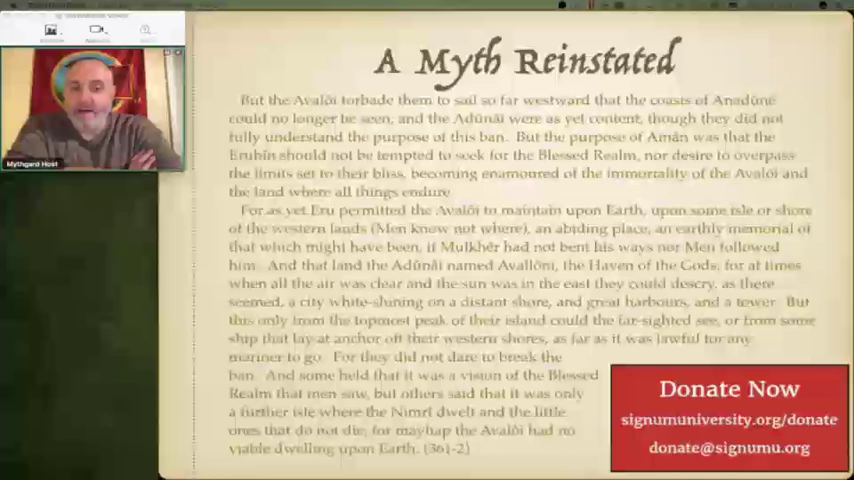 Mythgard Host
A Myth Reinstated
But the Avalōi forbade them to sail so far westward that the coasts of Anadūnē
could no longer be seen, and the Adūnāi were as yet content, though they did not
fully understand the purpose of this ban. But the purpose of Amān was that the
Eruhīn should not be tempted to seek for the Blessed Realm, nor desire to overpass
the limits set to their bliss, becoming enamoured of the immortality of the Avalōi and
the land where all things endure.
For as yet Eru permitted the Avalōi to maintain upon Earth, upon some isle or shore
of the western lands (Men know not where), an abiding place, an earthly memorial of
that which might have been, if Mulkhēr had not bent his ways nor Men followed
him. And that land the Adūnāi named Avallōni, the Haven of the Gods, for at times
when all the air was clear and the sun was in the east they could descry, as there
seemed, a city white-shining on a distant shore, and great harbours, and a tower. But
this only from the topmost peak of their island could the far-sighted see, or from some
ship that lay at anchor off their western shores, as far as it was lawful for any
mariner to go. For they did not dare to break the
ban. And some held that it was a vision of the Blessed
Realm that men saw, but others said that it was only
a further isle where the Nimrī dwelt and the little
ones that do not die, for mayhap the Avalōi had no
viable dwelling upon Earth. (361-2)
Donate Now
signumuniversity.org/donate
donate@signumu.org